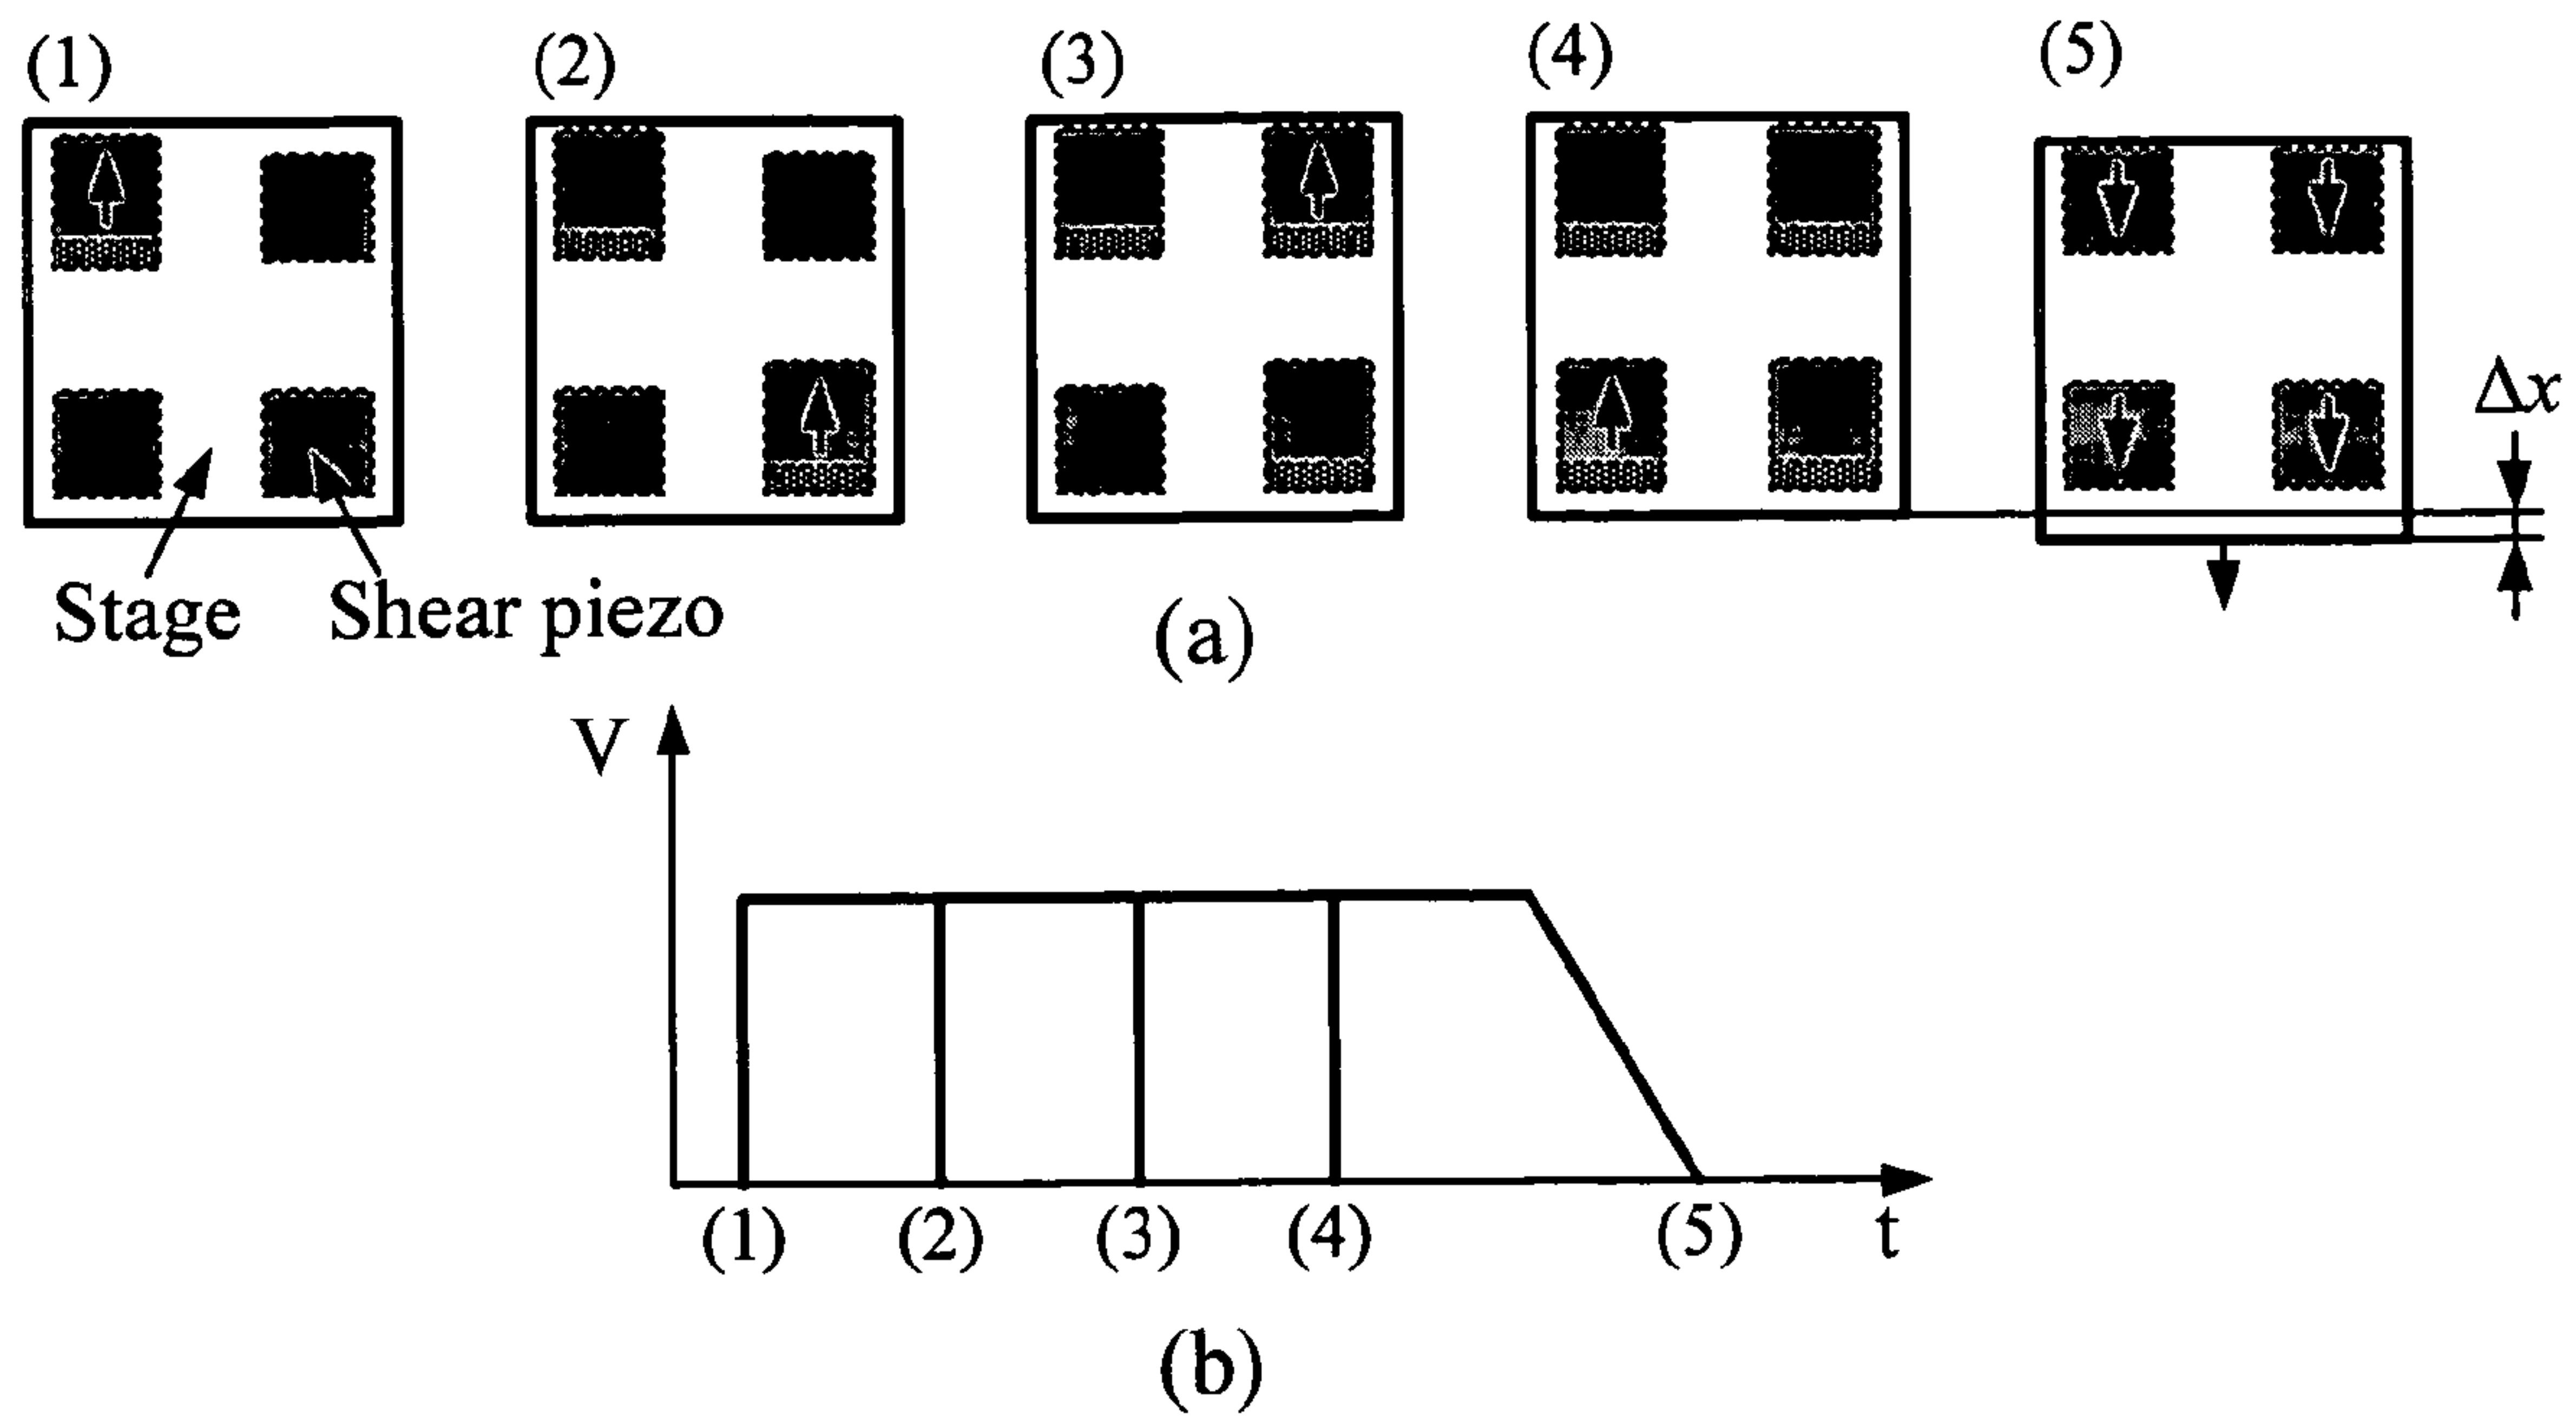 (1) (2) (3) (4) (5)
Δx
Stage Shear piezo
(a)
V
(1) (2) (3) (4) (5) t
(b)